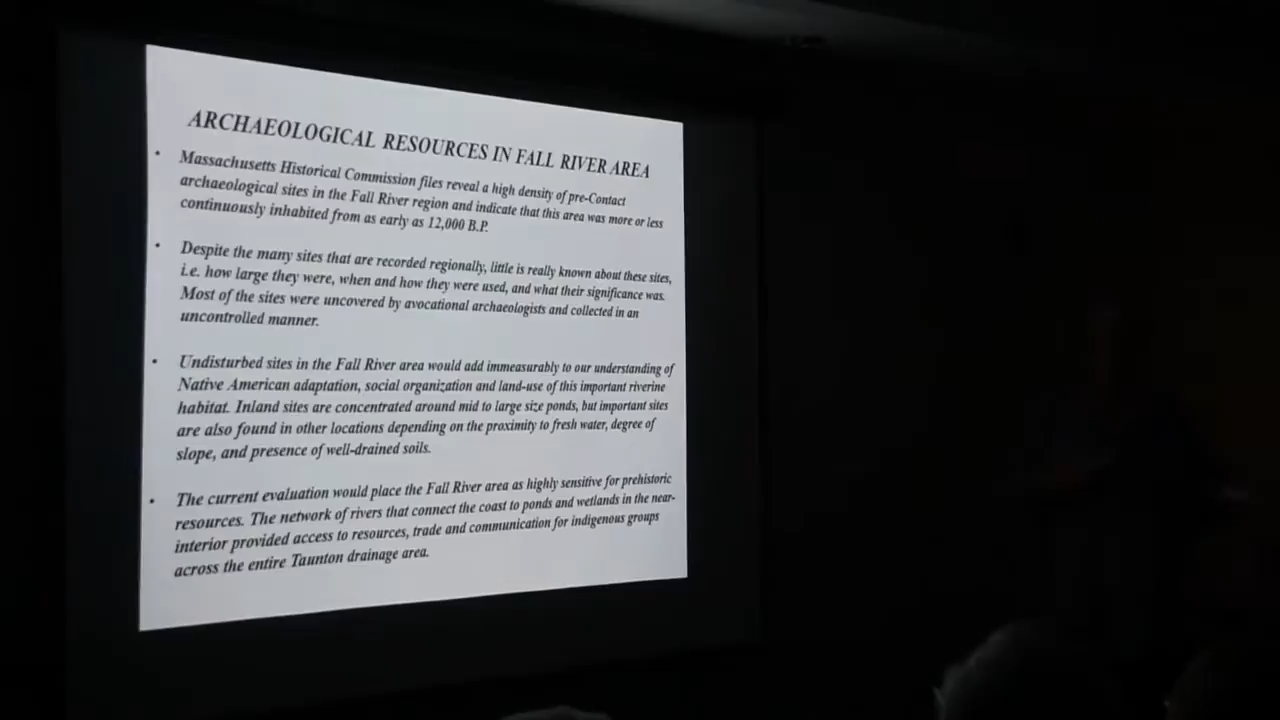 ARCHAEOLOGICAL RESOURCES IN FALL RIVER AREA
• Massachusetts Historical Commission files reveal a high density of pre-Contact
archaeological sites in the Fall River region and indicate that this area was more or less
continuously inhabited from as early as 12,000 B.P.
• Despite the many sites that are recorded regionally, little is really known about these sites,
i.e. how large they were, when and how they were used, and what their significance was.
Most of the sites were uncovered by avocational archaeologists and collected in an
uncontrolled manner.
• Undisturbed sites in the Fall River area would add immeasurably to our understanding of
Native American adaptation, social organization and land-use of this important riverine
habitat. Inland sites are concentrated around mid to large size ponds, but important sites
are also found in other locations depending on the proximity to fresh water, degree of
slope, and presence of well-drained soils.
• The current evaluation would place the Fall River area as highly sensitive for prehistoric
resources. The network of rivers that connect the coast to ponds and wetlands in the near-
interior provided access to resources, trade and communication for indigenous groups
across the entire Taunton drainage area.